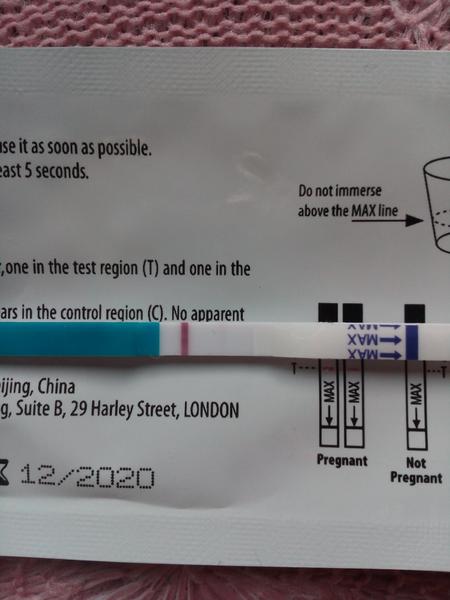 use it as soon as possible.
east 5 seconds.
Do not immerse
above the MAX line
,one in the test region (T) and one in the
ars in the control region (C). No apparent
MAX
MAX
MAX
T
T
MAX
MAX
MAX
ijing, China
g, Suite B, 29 Harley Street, LONDON
Pregnant
Not
Pregnant
12/2020